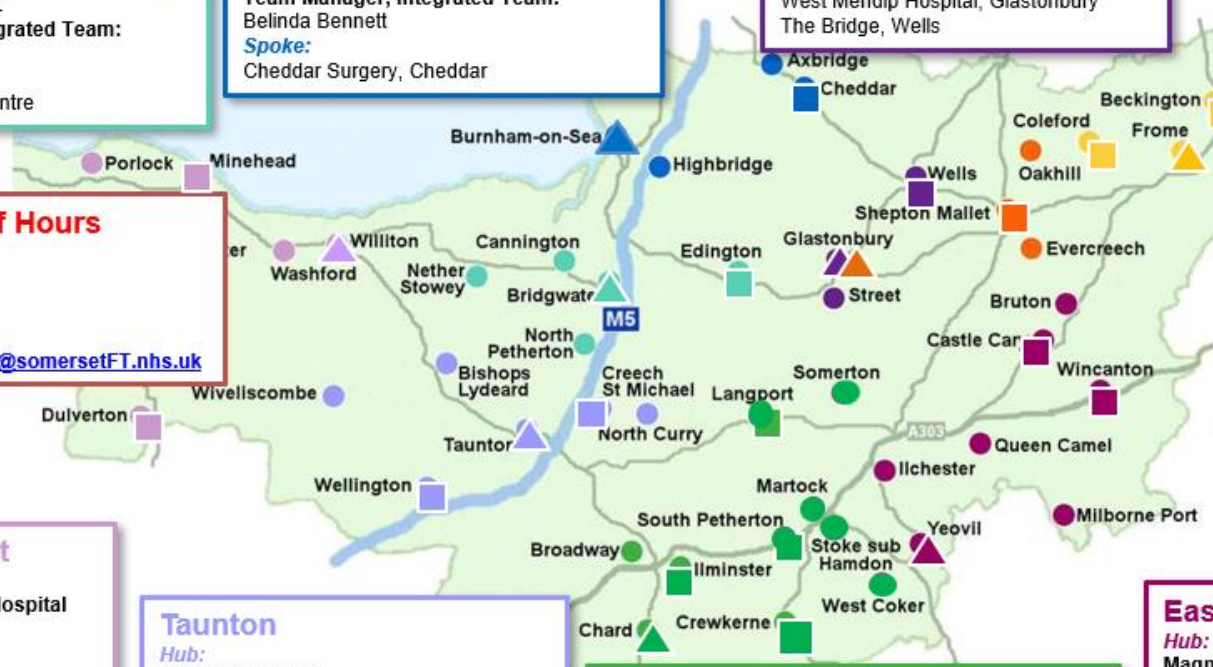 grated Team:
ntre
Team Manager, Integrated Team:
Belinda Bennett
Spoke:
Cheddar Surgery, Cheddar
West Mendip Hospital, Glastonbury
The Bridge, Wells
Axbridge
Cheddar
Beckington
Coleford
Frome
Oakhill
Burnham-on-Sea
Highbridge
Porlock
Minehead
Wells
Shepton Mallet
f Hours
@somersetFT.nhs.uk
ter
Washford
Williton
Cannington
Nether
Stowey
Bridgwate
Edington
Glastonbury
Evercreech
Street
M5
Bruton
North
Petherton
Castle Car
Wincanton
Bishops
Lydeard
Creech
St Michael
Langport
Somerton
Wiveliscombe
Dulverton
North Curry
Taunton
A303
Queen Camel
Ilchester
Wellington
Martock
South Petherton
Milborne Port
Yeovil
Broadway
Stoke sub
Hamdon
Ilminster
West Coker
Chard
Crewkerne
t
Hospital
Taunton
Hub:
Eas
Hub:
Magn